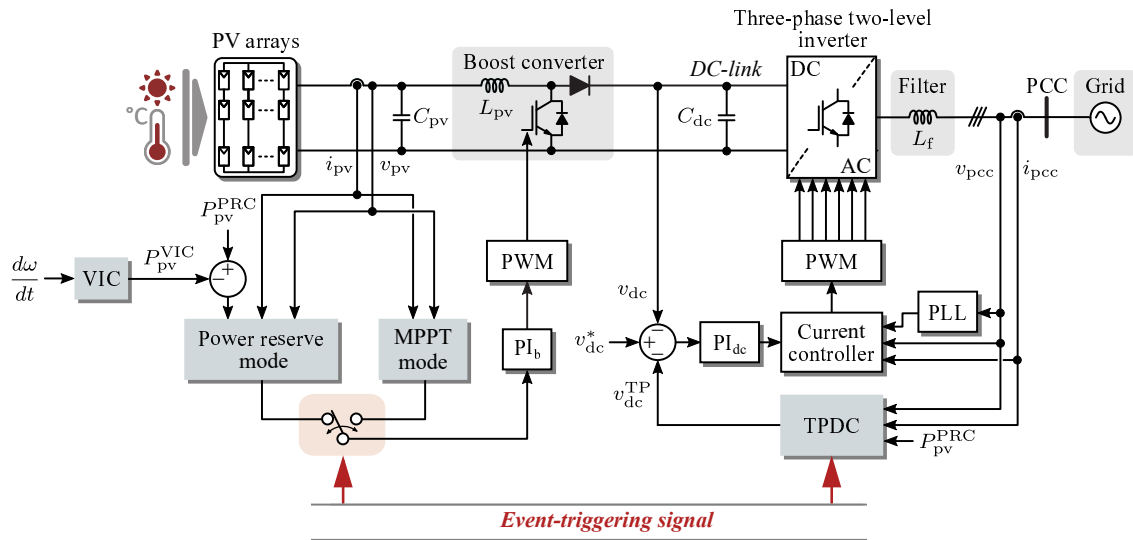 Three-phase two-level
inverter
PV arrays
Boost converter
DC-link
DC
Filter
PCC
Grid
°C
L_pv
C_pv
C_dc
L_f
AC
i_pv
v_pv
v_pcc
i_pcc
P_pv^PRC
dω/dt
VIC
P_pv^VIC
+
−
PWM
PWM
v_dc
PLL
Power reserve
mode
MPPT
mode
PI_b
v_dc^*
−
+
−
PI_dc
Current
controller
v_dc^TP
TPDC
P_pv^PRC
Event-triggering signal